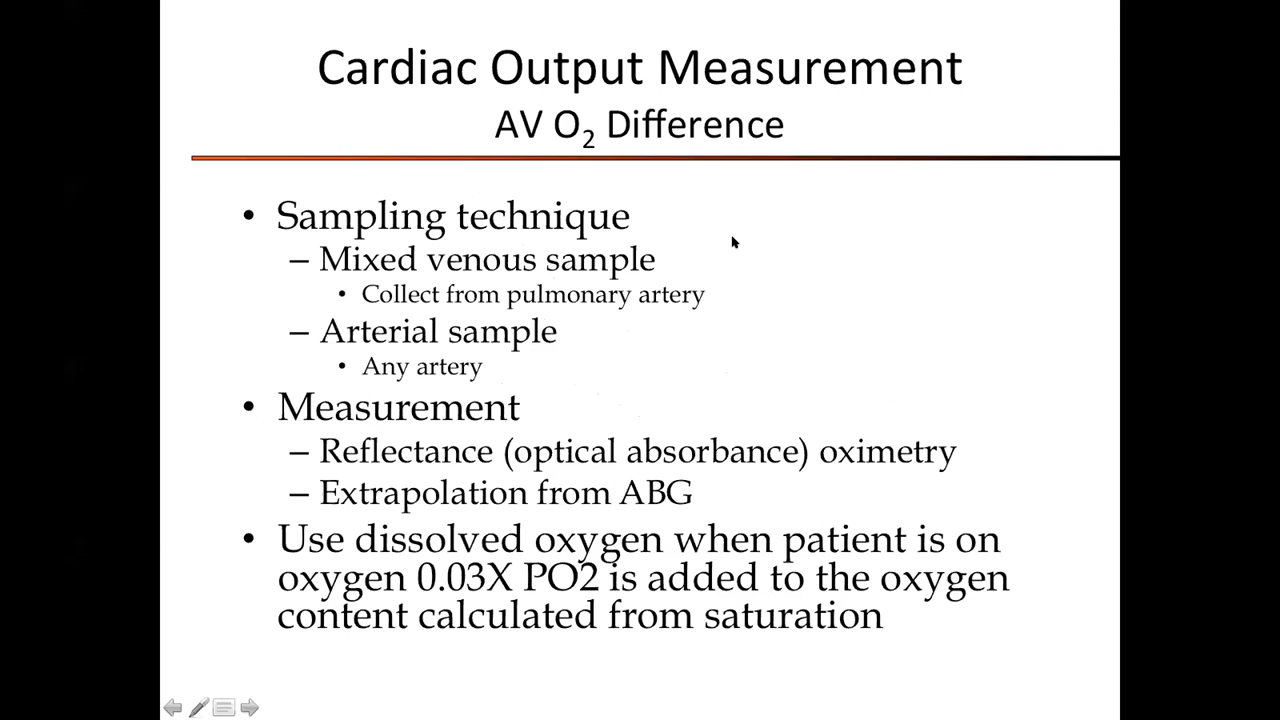 Cardiac Output Measurement
AV O₂ Difference
• Sampling technique
– Mixed venous sample
• Collect from pulmonary artery
– Arterial sample
• Any artery
• Measurement
– Reflectance (optical absorbance) oximetry
– Extrapolation from ABG
• Use dissolved oxygen when patient is on
oxygen 0.03X PO2 is added to the oxygen
content calculated from saturation